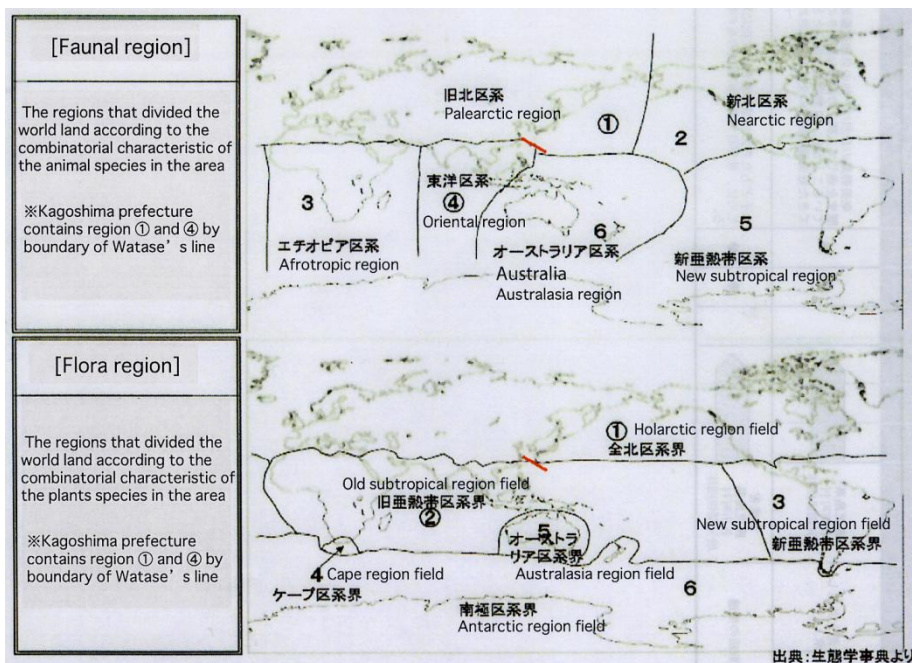 [Faunal region]
The regions that divided the
world land according to the
combinatorial characteristic of
the animal species in the area
※Kagoshima prefecture
contains region ① and ④ by
boundary of Watase's line
旧北区系
Palearctic region
①
2
新北区系
Nearctic region
3
エチオピア区系
Afrotropic region
東洋区系
④
Oriental region
6
オーストラリア区系
Australia
Australasia region
5
新亜熱帯区系
New subtropical region
[Flora region]
The regions that divided the
world land according to the
combinatorial characteristic of
the plants species in the area
※Kagoshima prefecture
contains region ① and ④ by
boundary of Watase's line
① Holarctic region field
全北区系界
Old subtropical region field
旧亜熱帯区系界
②
3
New subtropical region field
新亜熱帯区系界
5
オーストラ
リア区系界
Australasia region field
4 Cape region field
ケープ区系界
6
南極区系界
Antarctic region field
出典:生態学事典より